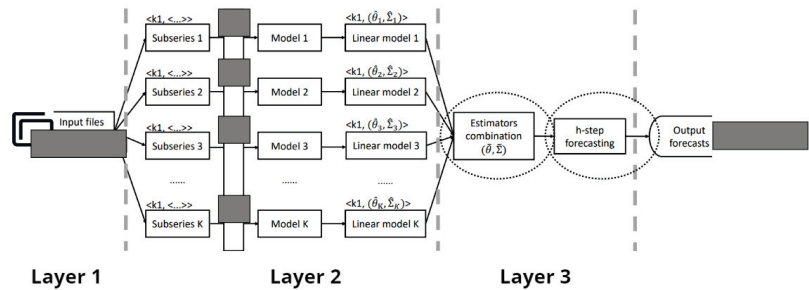 <k1, <...>>
<k1, (θ̂₁, Σ̂₁)>
Subseries 1
Model 1
Linear model 1
<k1, <...>>
<k1, (θ̂₂, Σ̂₂)>
Subseries 2
Model 2
Linear model 2
Input files
<k1, <...>>
<k1, (θ̂₃, Σ̂₃)>
Subseries 3
Model 3
Linear model 3
Estimators
combination
(θ̃, Σ̃)
h-step
forecasting
Output
forecasts
......
......
......
<k1, <...>>
<k1, (θ̂K, Σ̂K)>
Subseries K
Model K
Linear model K
Layer 1
Layer 2
Layer 3